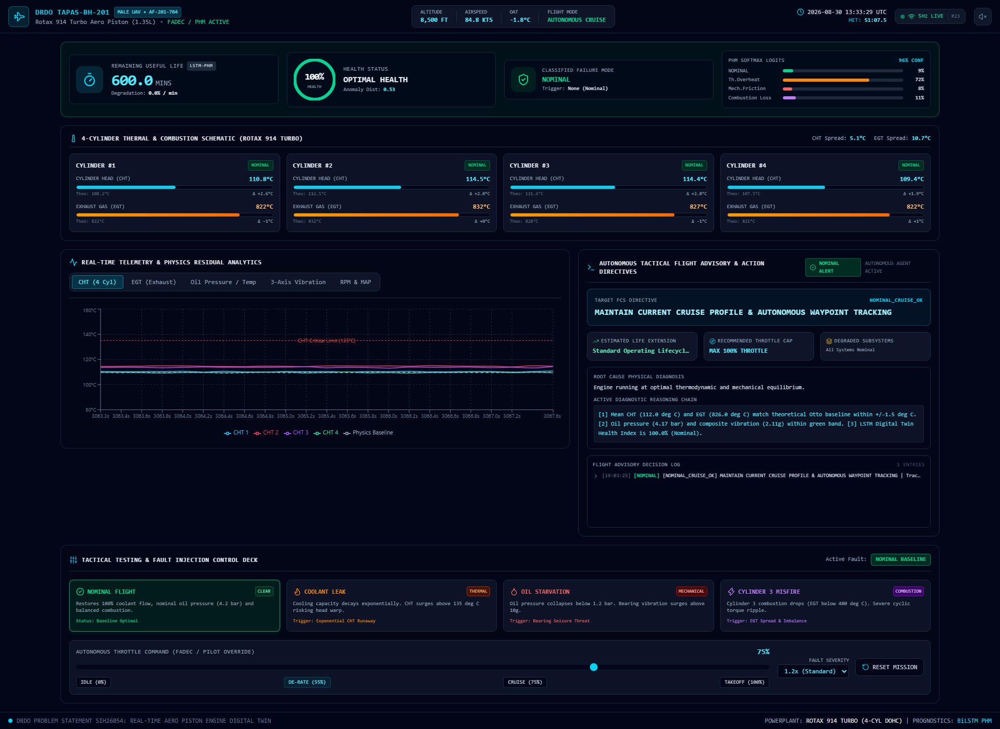 DRDO TAPAS-BH-201 MALE UAV • AF-201-704
Rotax 914 Turbo Aero Piston (1.35L) • FADEC / PHM ACTIVE
ALTITUDE AIRSPEED OAT FLIGHT MODE
8,500 FT 84.8 KTS -1.8°C AUTONOMOUS CRUISE
2026-08-30 13:33:29 UTC
MET: 51:07.5
5Hz LIVE #23
REMAINING USEFUL LIFE LSTM-PHM
600.0 MINS
Degradation: 0.0% / min
100%
HEALTH
HEALTH STATUS
OPTIMAL HEALTH
Anomaly Dist: 0.53
CLASSIFIED FAILURE MODE
NOMINAL
Trigger: None (Nominal)
PHM SOFTMAX LOGITS 96% CONF
NOMINAL 9%
Th.Overheat 72%
Mech.Friction 8%
Combustion Loss 11%
4-CYLINDER THERMAL & COMBUSTION SCHEMATIC (ROTAX 914 TURBO)
CHT Spread: 5.1°C EGT Spread: 10.7°C
CYLINDER #1 NOMINAL
CYLINDER HEAD (CHT) 110.8°C
Theo: 108.2°C Δ +2.6°C
EXHAUST GAS (EGT) 822°C
Theo: 822°C Δ -1°C
CYLINDER #2 NOMINAL
CYLINDER HEAD (CHT) 114.5°C
Theo: 112.5°C Δ +2.0°C
EXHAUST GAS (EGT) 832°C
Theo: 832°C Δ +0°C
CYLINDER #3 NOMINAL
CYLINDER HEAD (CHT) 114.4°C
Theo: 111.6°C Δ +2.8°C
EXHAUST GAS (EGT) 827°C
Theo: 828°C Δ -1°C
CYLINDER #4 NOMINAL
CYLINDER HEAD (CHT) 109.4°C
Theo: 107.5°C Δ +1.9°C
EXHAUST GAS (EGT) 822°C
Theo: 821°C Δ +1°C
REAL-TIME TELEMETRY & PHYSICS RESIDUAL ANALYTICS
CHT (4 Cyl) EGT (Exhaust) Oil Pressure / Temp 3-Axis Vibration RPM & MAP
160°C
140°C
CHT Critical Limit (135°C)
120°C
100°C
80°C
3063.3s 3063.4s 3063.6s 3063.8s 3064.0s 3064.2s 3064.4s 3064.6s 3064.8s 3065.0s 3065.2s 3065.4s 3065.6s 3065.8s 3066.0s 3066.2s 3066.4s 3066.6s 3066.8s 3067.0s 3067.2s 3067.6s
CHT 1 CHT 2 CHT 3 CHT 4 Physics Baseline
AUTONOMOUS TACTICAL FLIGHT ADVISORY & ACTION
DIRECTIVES
NOMINAL
ALERT
AUTONOMOUS AGENT
ACTIVE
TARGET FCS DIRECTIVE NOMINAL_CRUISE_OK
MAINTAIN CURRENT CRUISE PROFILE & AUTONOMOUS WAYPOINT TRACKING
ESTIMATED LIFE EXTENSION
Standard Operating Lifecycl…
RECOMMENDED THROTTLE CAP
MAX 100% THROTTLE
DEGRADED SUBSYSTEMS
All Systems Nominal
ROOT CAUSE PHYSICAL DIAGNOSIS
Engine running at optimal thermodynamic and mechanical equilibrium.
ACTIVE DIAGNOSTIC REASONING CHAIN
[1] Mean CHT (112.0 deg C) and EGT (826.0 deg C) match theoretical Otto baseline within +/-1.5 deg C.
[2] Oil pressure (4.17 bar) and composite vibration (2.11g) within green band. [3] LSTM Digital Twin
Health Index is 100.0% (Nominal).
FLIGHT ADVISORY DECISION LOG 1 ENTRIES
[19:03:25] [NOMINAL] [NOMINAL_CRUISE_OK] MAINTAIN CURRENT CRUISE PROFILE & AUTONOMOUS WAYPOINT TRACKING | Trac…
TACTICAL TESTING & FAULT INJECTION CONTROL DECK
Active Fault: NOMINAL BASELINE
NOMINAL FLIGHT CLEAR
Restores 100% coolant flow, nominal oil pressure (4.2 bar) and
balanced combustion.
Status: Baseline Optimal
COOLANT LEAK THERMAL
Cooling capacity decays exponentially. CHT surges above 135 deg C
risking head warp.
Trigger: Exponential CHT Runaway
OIL STARVATION MECHANICAL
Oil pressure collapses below 1.2 bar. Bearing vibration surges above
10g.
Trigger: Bearing Seizure Threat
CYLINDER 3 MISFIRE COMBUSTION
Cylinder 3 combustion drops (EGT below 400 deg C). Severe cyclic
torque ripple.
Trigger: EGT Spread & Imbalance
AUTONOMOUS THROTTLE COMMAND (FADEC / PILOT OVERRIDE) 75%
IDLE (0%) DE-RATE (55%) CRUISE (75%) TAKEOFF (100%)
FAULT SEVERITY
1.2x (Standard)
RESET MISSION
DRDO PROBLEM STATEMENT SIH26054: REAL-TIME AERO PISTON ENGINE DIGITAL TWIN
POWERPLANT: ROTAX 914 TURBO (4-CYL DOHC) | PROGNOSTICS: BiLSTM PHM